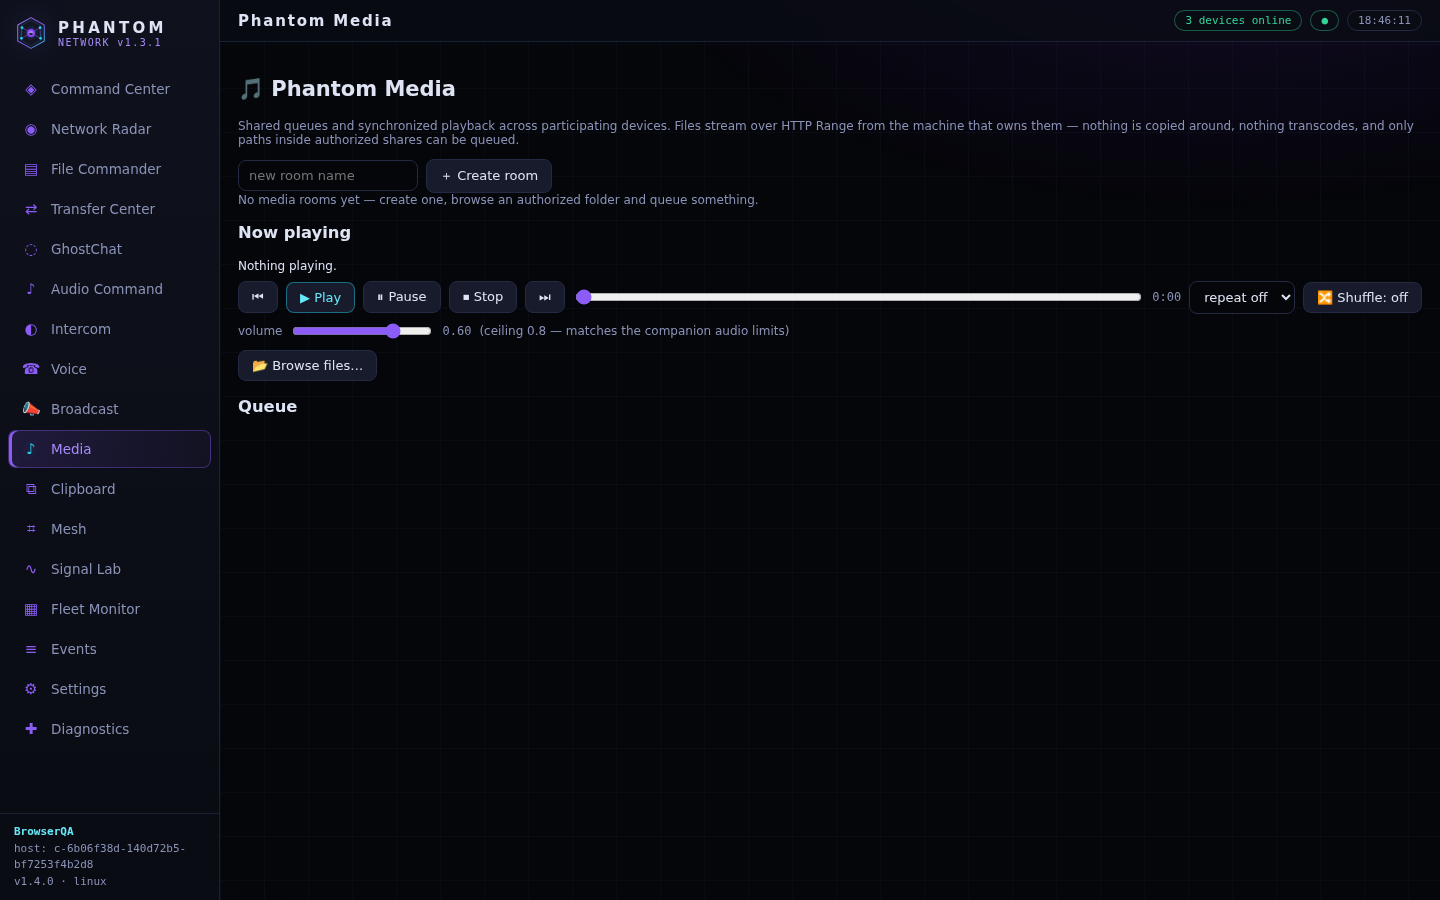 PHANTOM
NETWORK v1.3.1
Command Center
Network Radar
File Commander
Transfer Center
GhostChat
Audio Command
Intercom
Voice
Broadcast
Media
Clipboard
Mesh
Signal Lab
Fleet Monitor
Events
Settings
Diagnostics
BrowserQA
host: c-6b06f38d-140d72b5-
bf7253f4b2d8
v1.4.0 · linux
Phantom Media
3 devices online
18:46:11
🎵 Phantom Media
Shared queues and synchronized playback across participating devices. Files stream over HTTP Range from the machine that owns them — nothing is copied around, nothing transcodes, and only
paths inside authorized shares can be queued.
new room name
+ Create room
No media rooms yet — create one, browse an authorized folder and queue something.
Now playing
Nothing playing.
⏮ ▶ Play ⏸ Pause ⏹ Stop ⏭ 0:00 repeat off 🔀 Shuffle: off
volume 0.60 (ceiling 0.8 — matches the companion audio limits)
📂 Browse files…
Queue